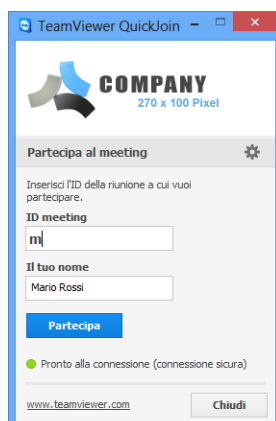 TeamViewer QuickJoin
COMPANY
270 x 100 Pixel
Partecipa al meeting
Inserisci l'ID della riunione a cui vuoi
partecipare.
ID meeting
m
Il tuo nome
Mario Rossi
Partecipa
Pronto alla connessione (connessione sicura)
www.teamviewer.com
Chiudi